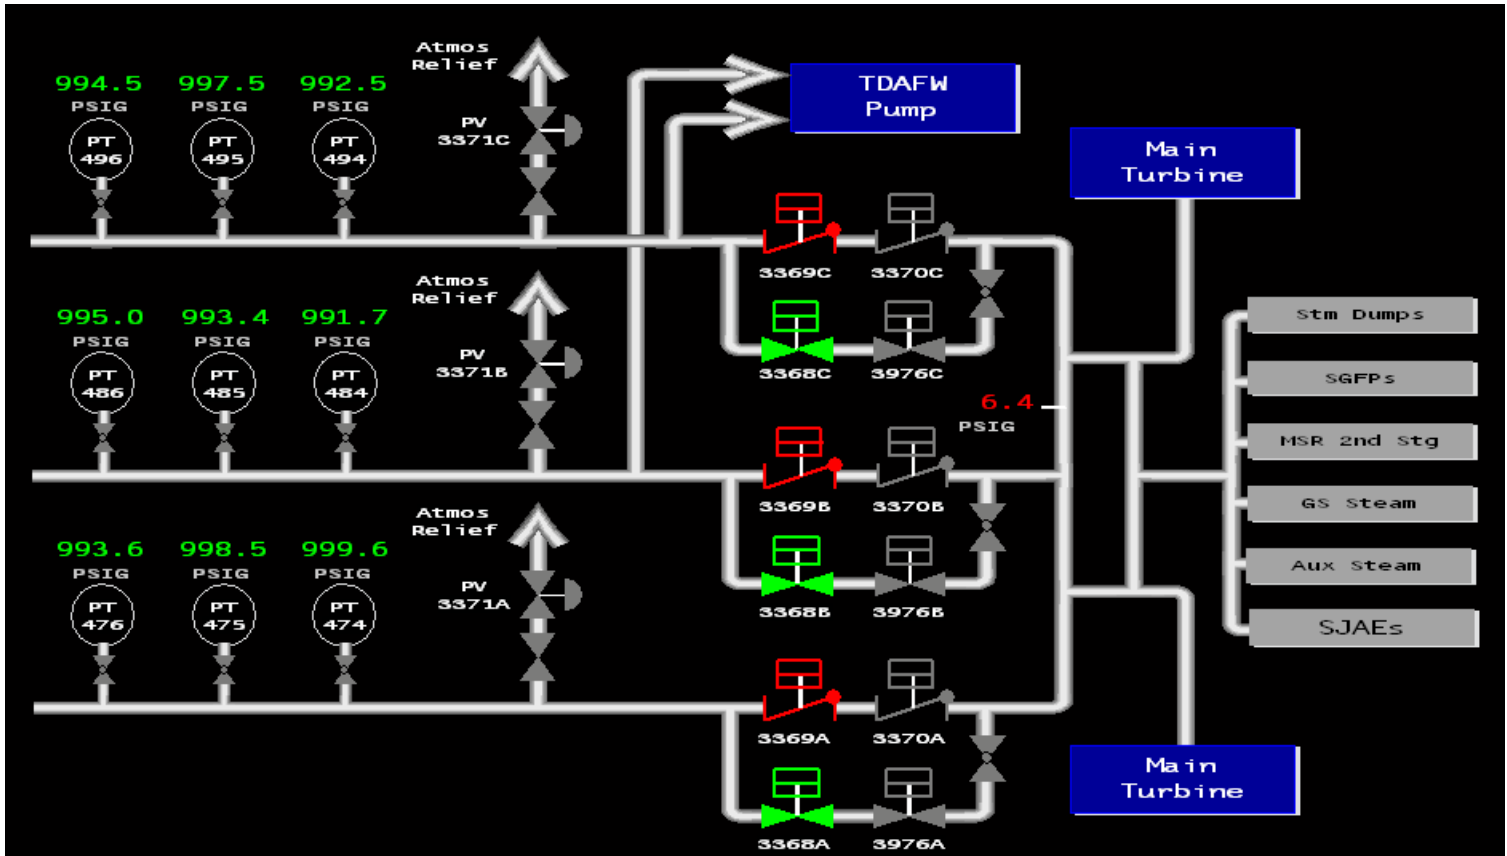 Atmos
Relief
994.5 997.5 992.5
PSIG PSIG PSIG
TDAFW
Pump
PV
3371C
PT PT PT
496 495 494
Main
Turbine
3369C 3370C
Atmos
Relief
995.0 993.4 991.7
PSIG PSIG PSIG
Stm Dumps
PV
3371B
PT PT PT
486 485 484
3368C 3976C
SGFPs
6.4
PSIG
MSR 2nd Stg
3369B 3370B
GS Steam
Atmos
Relief
993.6 998.5 999.6
PSIG PSIG PSIG
Aux Steam
PV
3371A
PT PT PT
476 475 474
3368B 3976B
SJAEs
3369A 3370A
Main
Turbine
3368A 3976A